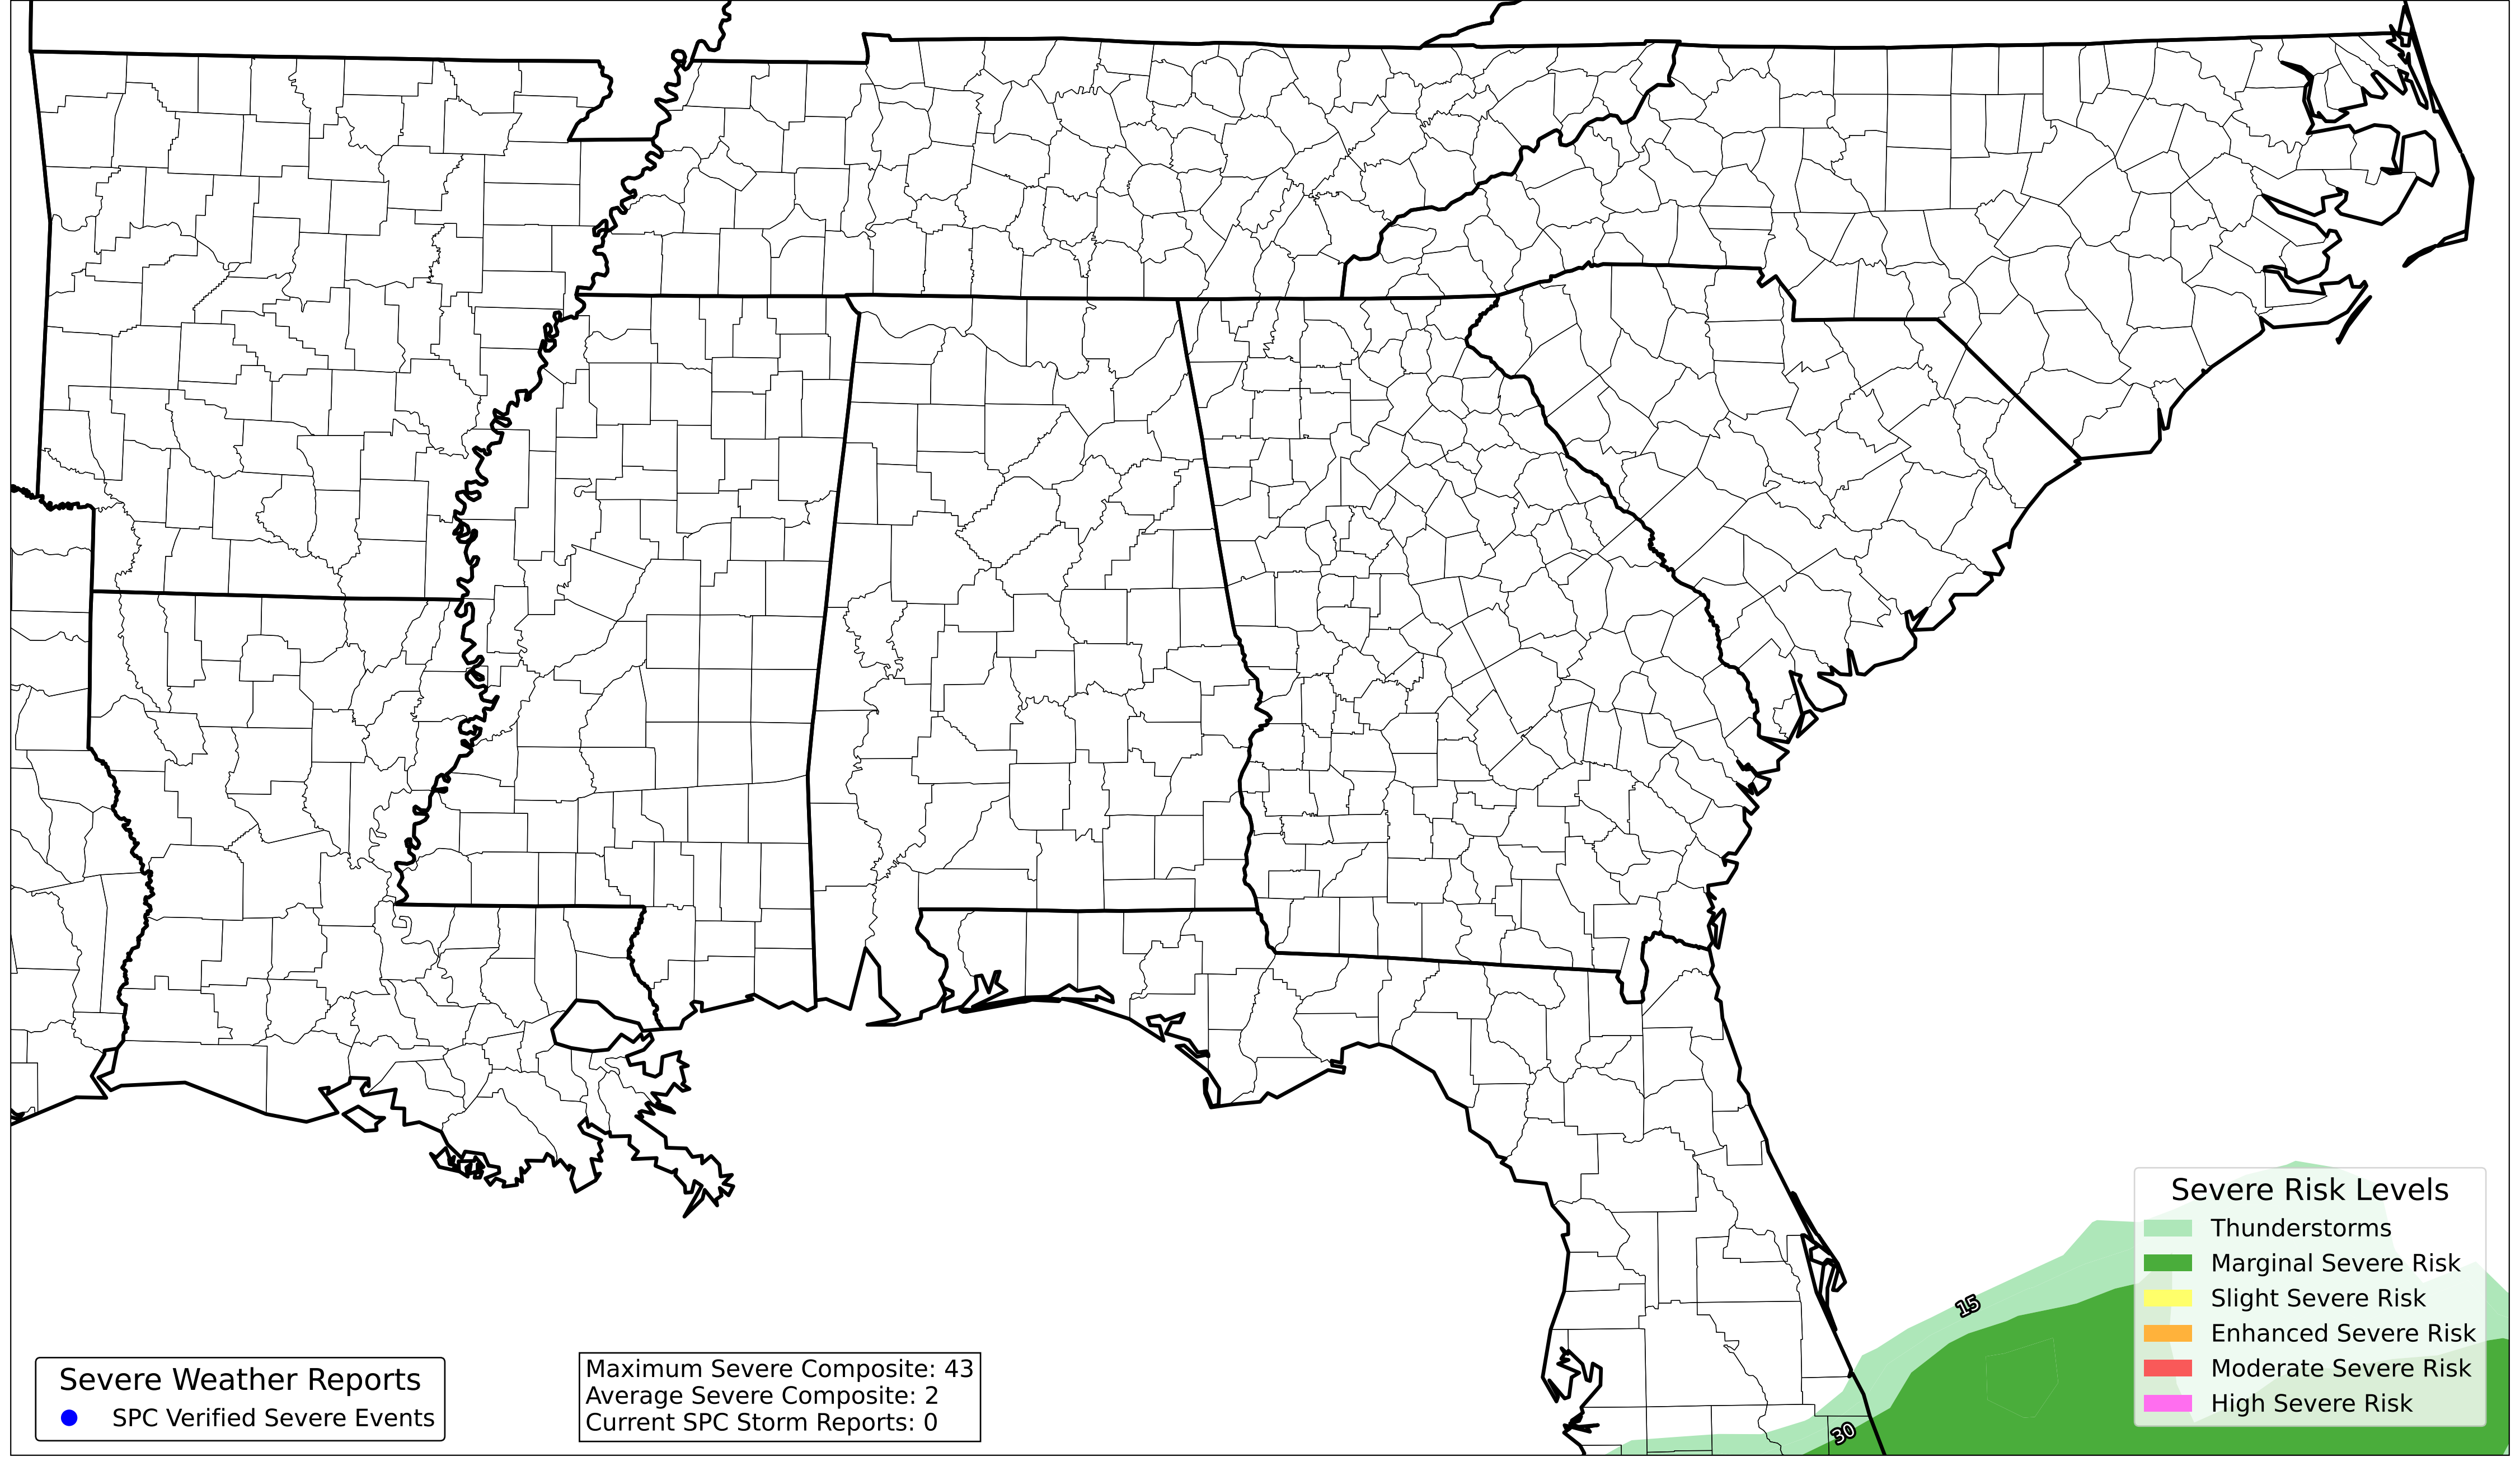 15
30
Severe Risk Levels
Thunderstorms
Marginal Severe Risk
Slight Severe Risk
Enhanced Severe Risk
Moderate Severe Risk
High Severe Risk
Severe Weather Reports
SPC Verified Severe Events
Maximum Severe Composite: 43
Average Severe Composite: 2
Current SPC Storm Reports: 0